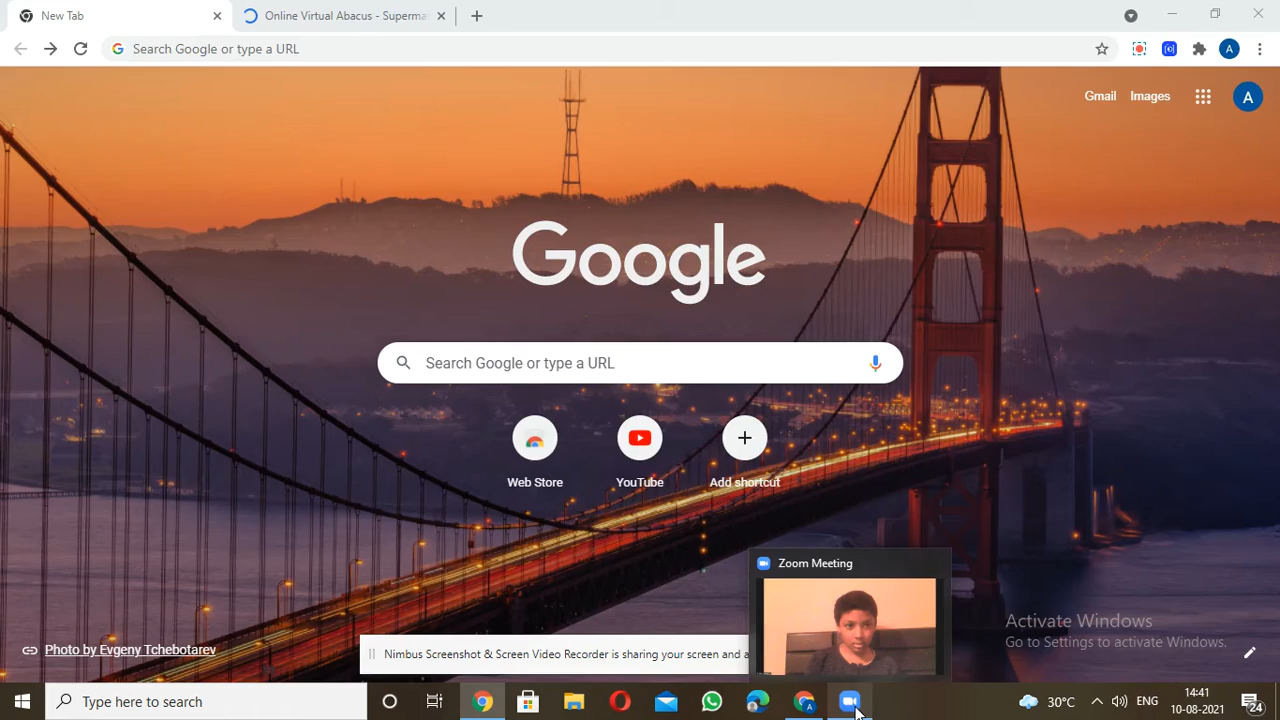 New Tab
Online Virtual Abacus - Superma
Search Google or type a URL
A
Gmail Images A
Google
Search Google or type a URL
Web Store YouTube Add shortcut
Zoom Meeting
Activate Windows
Go to Settings to activate Windows.
Photo by Evgeny Tchebotarev
Nimbus Screenshot & Screen Video Recorder is sharing your screen and a
Type here to search
A
30°C
ENG
14:41
10-08-2021
24